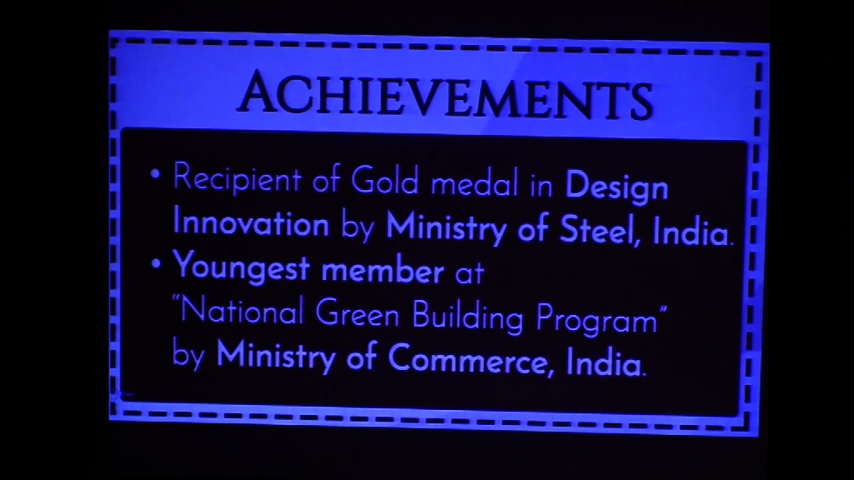 ACHIEVEMENTS
• Recipient of Gold medal in Design
Innovation by Ministry of Steel, India.
• Youngest member at
"National Green Building Program"
by Ministry of Commerce, India.